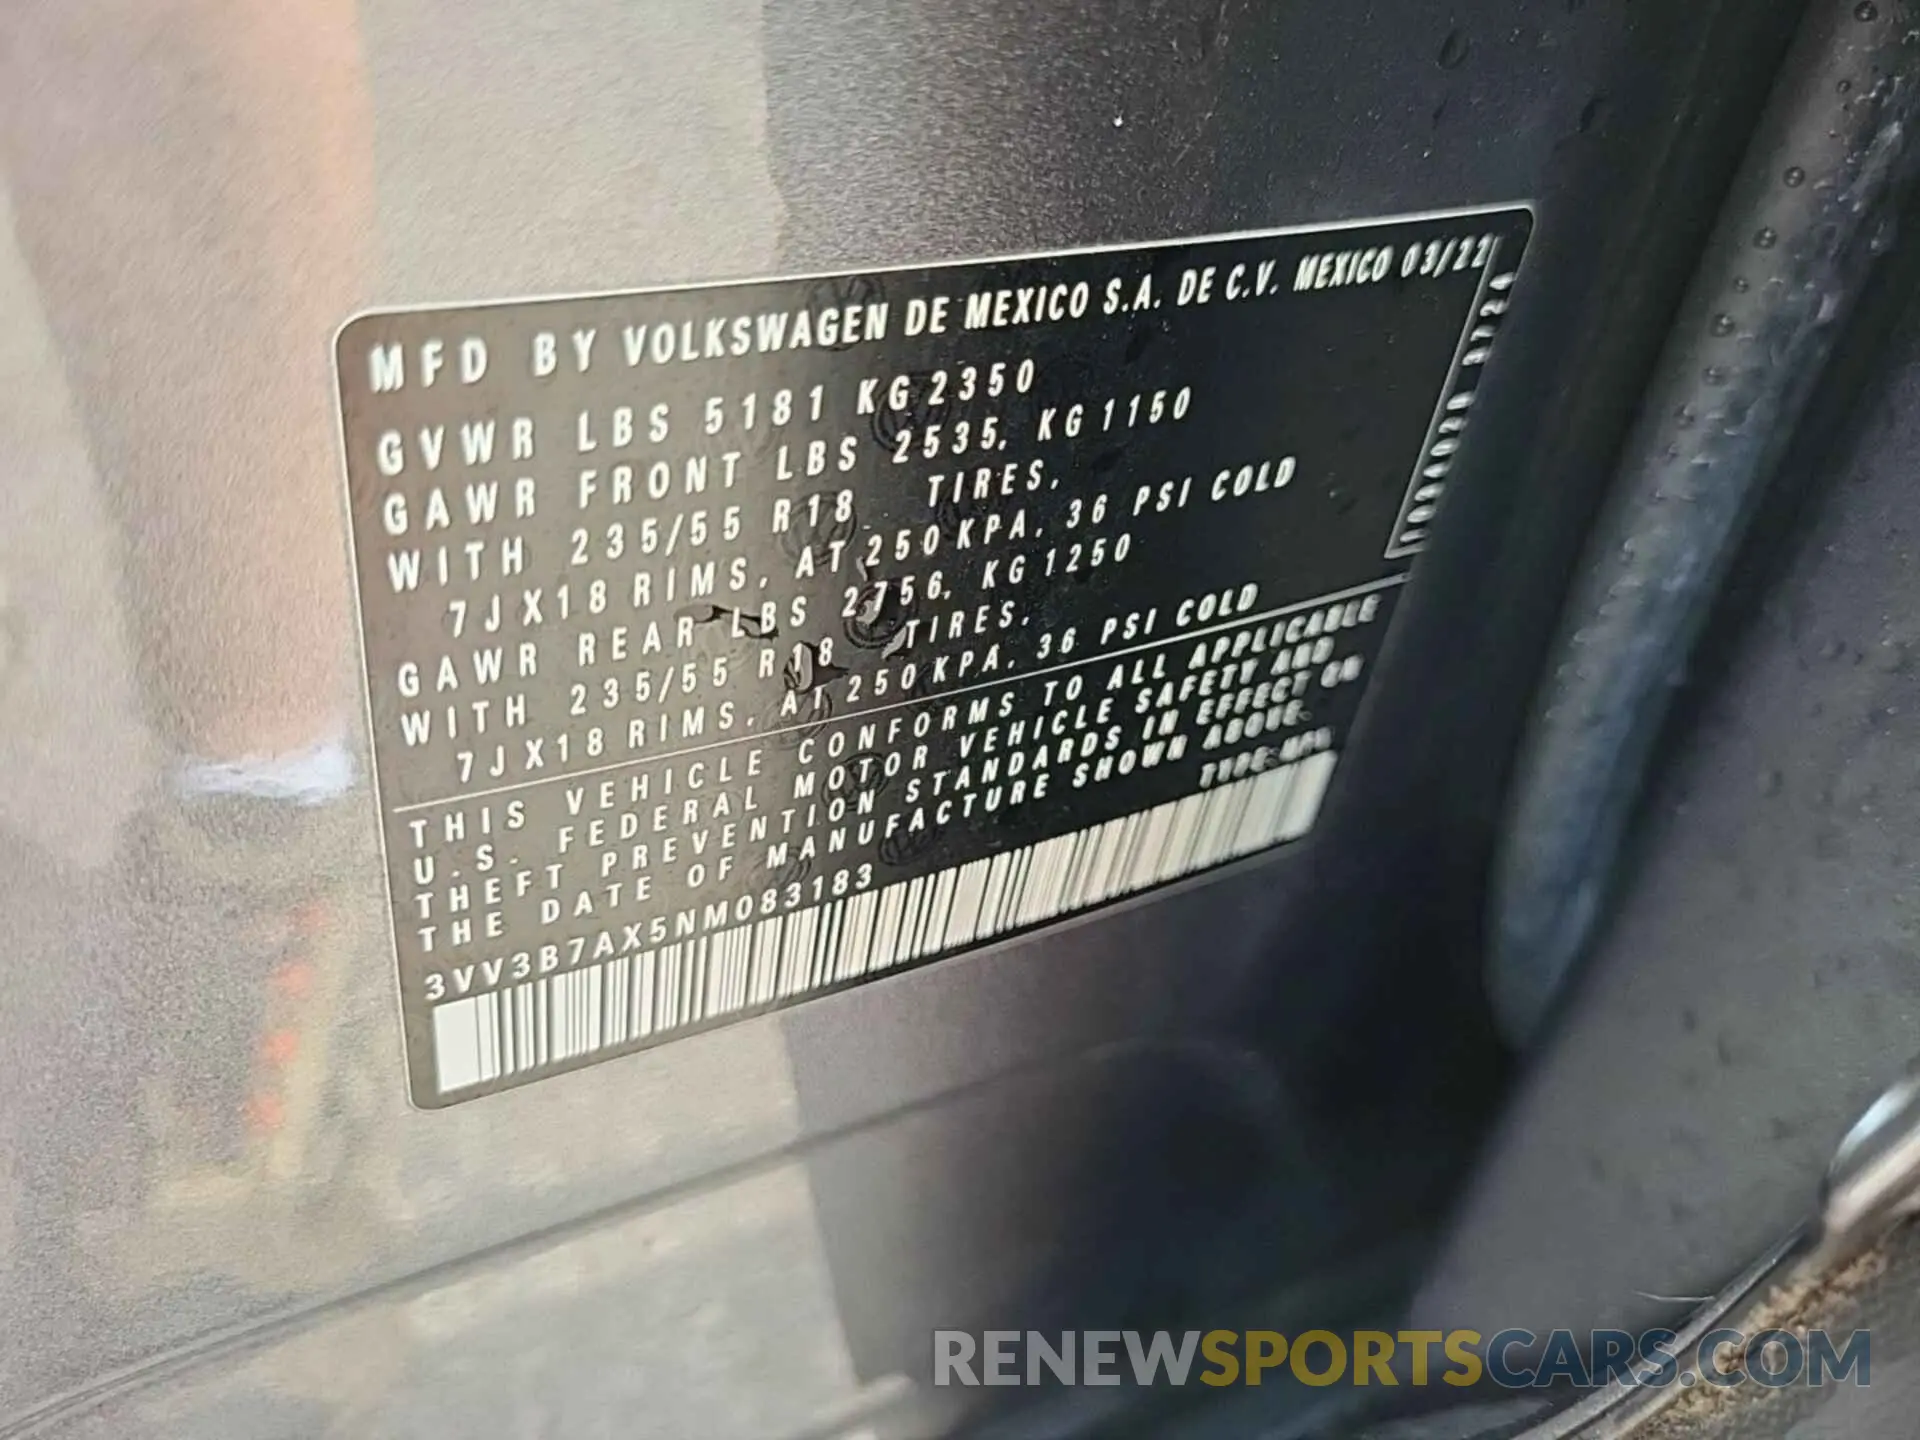 MFD BY VOLKSWAGEN DE MEXICO S.A. DE C.V. MEXICO 03/22
GVWR LBS 5181 KG 2350
GAWR FRONT LBS 2535, KG 1150
WITH 235/55 R18 TIRES,
7JX18 RIMS, AT 250 KPA, 36 PSI COLD
GAWR REAR LBS 2756, KG 1250
WITH 235/55 R18 TIRES,
7JX18 RIMS, AT 250 KPA, 36 PSI COLD
THIS VEHICLE CONFORMS TO ALL APPLICABLE
U.S. FEDERAL MOTOR VEHICLE SAFETY AND
THEFT PREVENTION STANDARDS IN EFFECT ON
THE DATE OF MANUFACTURE SHOWN ABOVE.
3VV3B7AX5NM083183 TYPE:
RENEWSPORTSCARS.COM